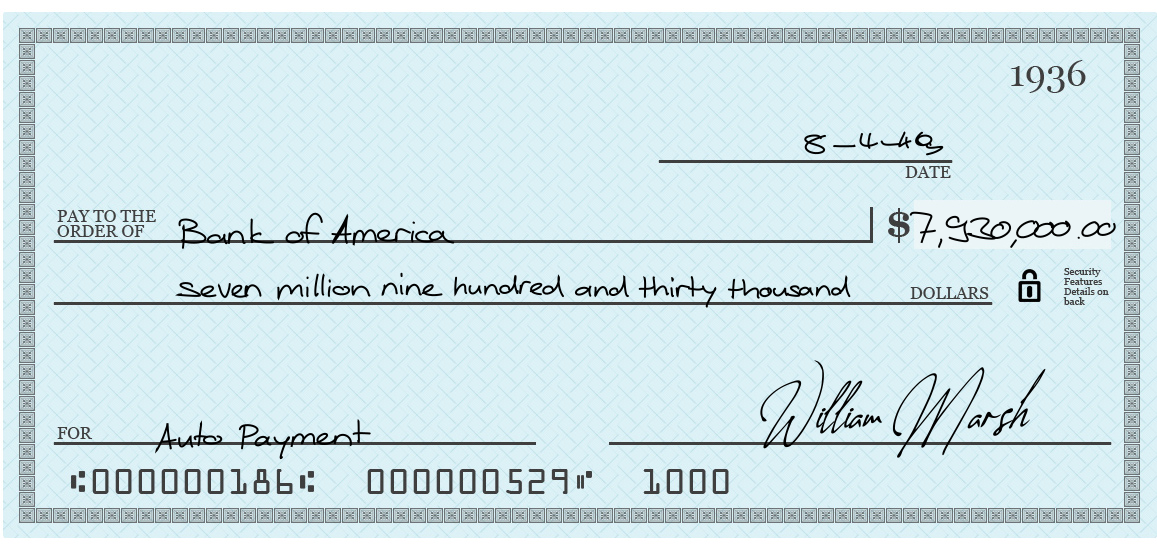 1936
8-4-40
DATE
PAY TO THE ORDER OF Bank of America $7,930,000.00
seven million nine hundred and thirty thousand DOLLARS
Security Features Details on back
FOR Auto Payment William Marsh
⑆000000186⑆ 000000529⑈ 1000